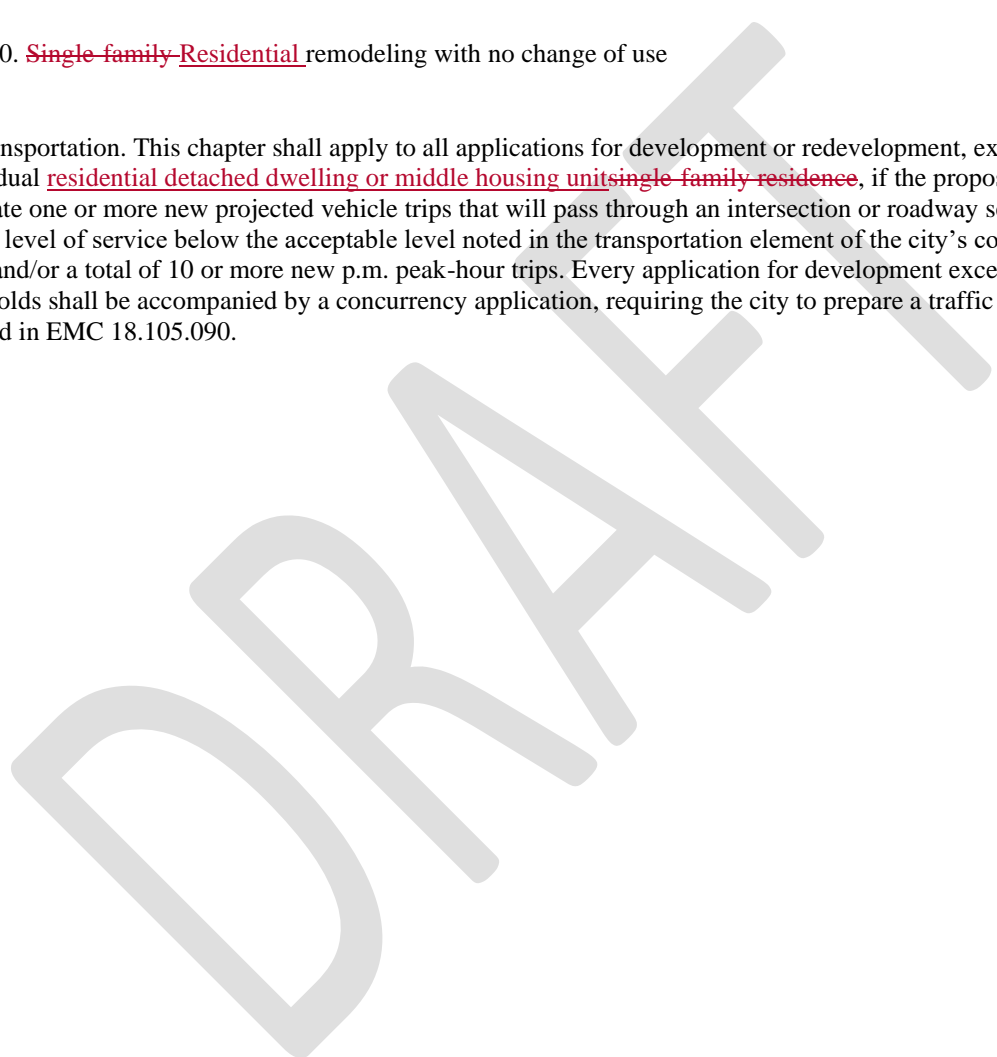 0. Single-family Residential remodeling with no change of use
nsportation. This chapter shall apply to all applications for development or redevelopment, ex
dual residential detached dwelling or middle housing unitsingle-family residence, if the propos
ate one or more new projected vehicle trips that will pass through an intersection or roadway se
level of service below the acceptable level noted in the transportation element of the city’s co
and/or a total of 10 or more new p.m. peak-hour trips. Every application for development exce
olds shall be accompanied by a concurrency application, requiring the city to prepare a traffic
d in EMC 18.105.090.
DRAFT